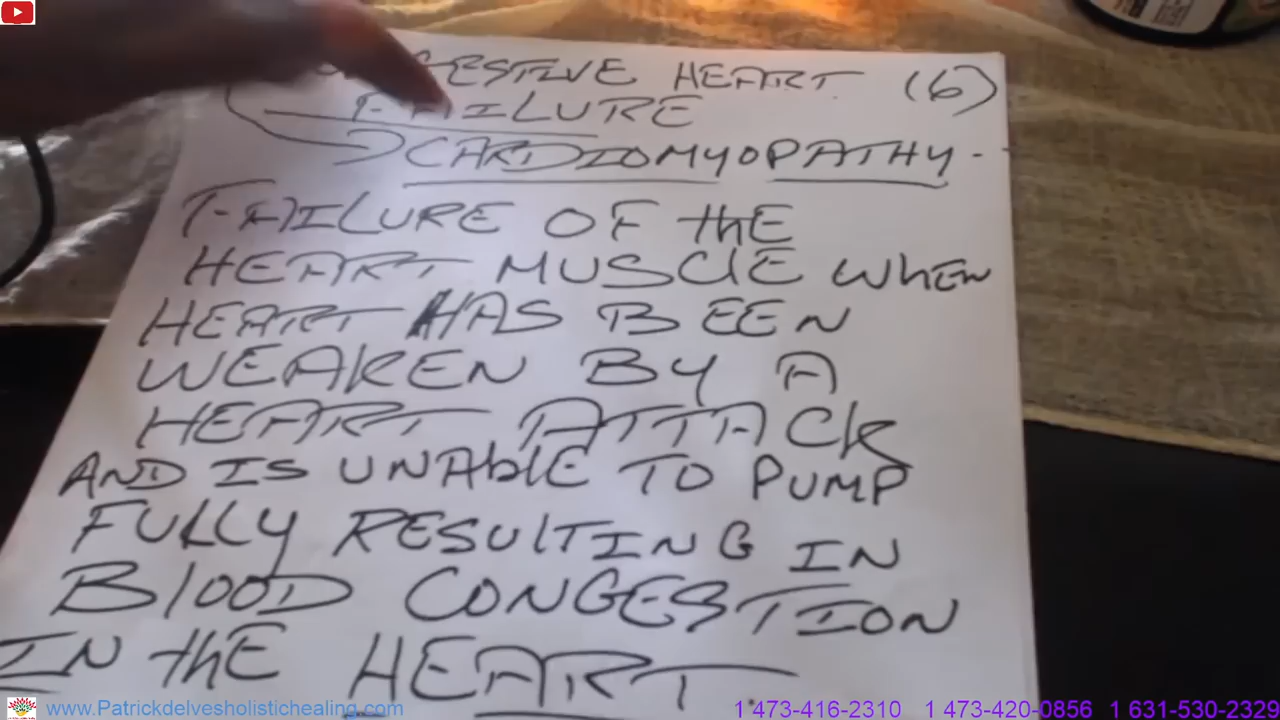 GESTIVE HEART (6)
FAILURE
CARDIOMYOPATHY.
FAILURE OF thE
HEART MUSCLE WhEN
HEART HAS BEEN
WEAKEN BY A
HEART ATTACK
AND IS UNAblE TO PUMP
FULLY RESULTING IN
BlOOD CONGESTION
IN thE HEART
www.Patrickdelvesholistichealing.com 1 473-416-2310 1 473-420-0856 1 631-530-2329